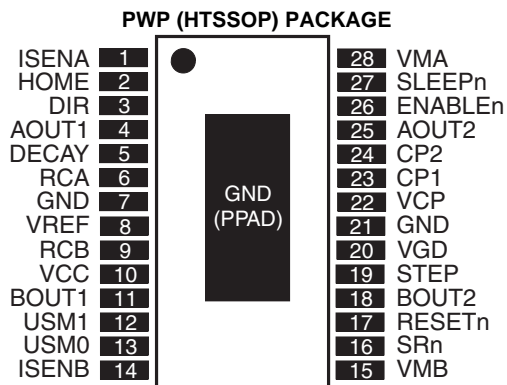 PWP (HTSSOP) PACKAGE
ISENA 1 28 VMA
HOME 2 27 SLEEPn
DIR 3 26 ENABLEn
AOUT1 4 25 AOUT2
DECAY 5 24 CP2
RCA 6 23 CP1
GND 7 22 VCP
VREF 8 21 GND
RCB 9 20 VGD
VCC 10 19 STEP
BOUT1 11 18 BOUT2
USM1 12 17 RESETn
USM0 13 16 SRn
ISENB 14 15 VMB
GND
(PPAD)